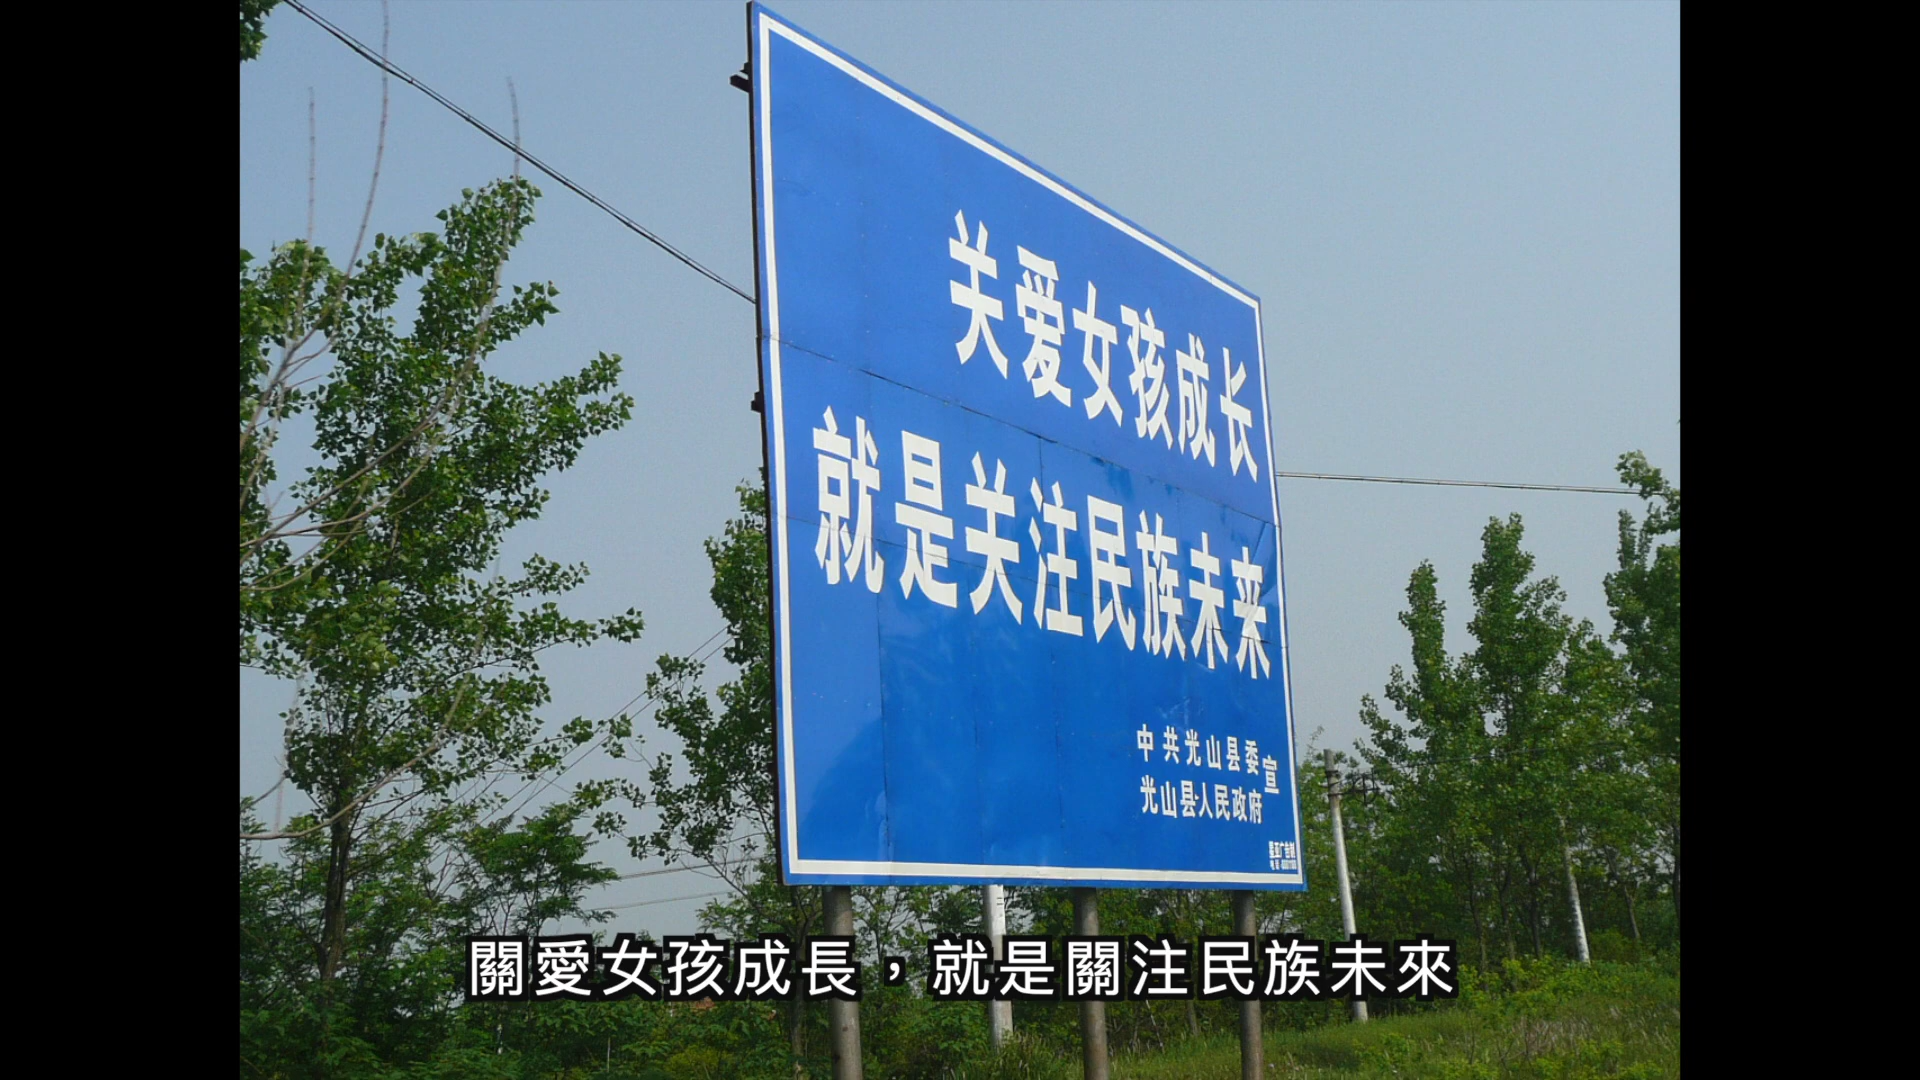 关爱女孩成长
就是关注民族未来
中共光山县委
光山县人民政府
宣
關愛女孩成長，就是關注民族未來